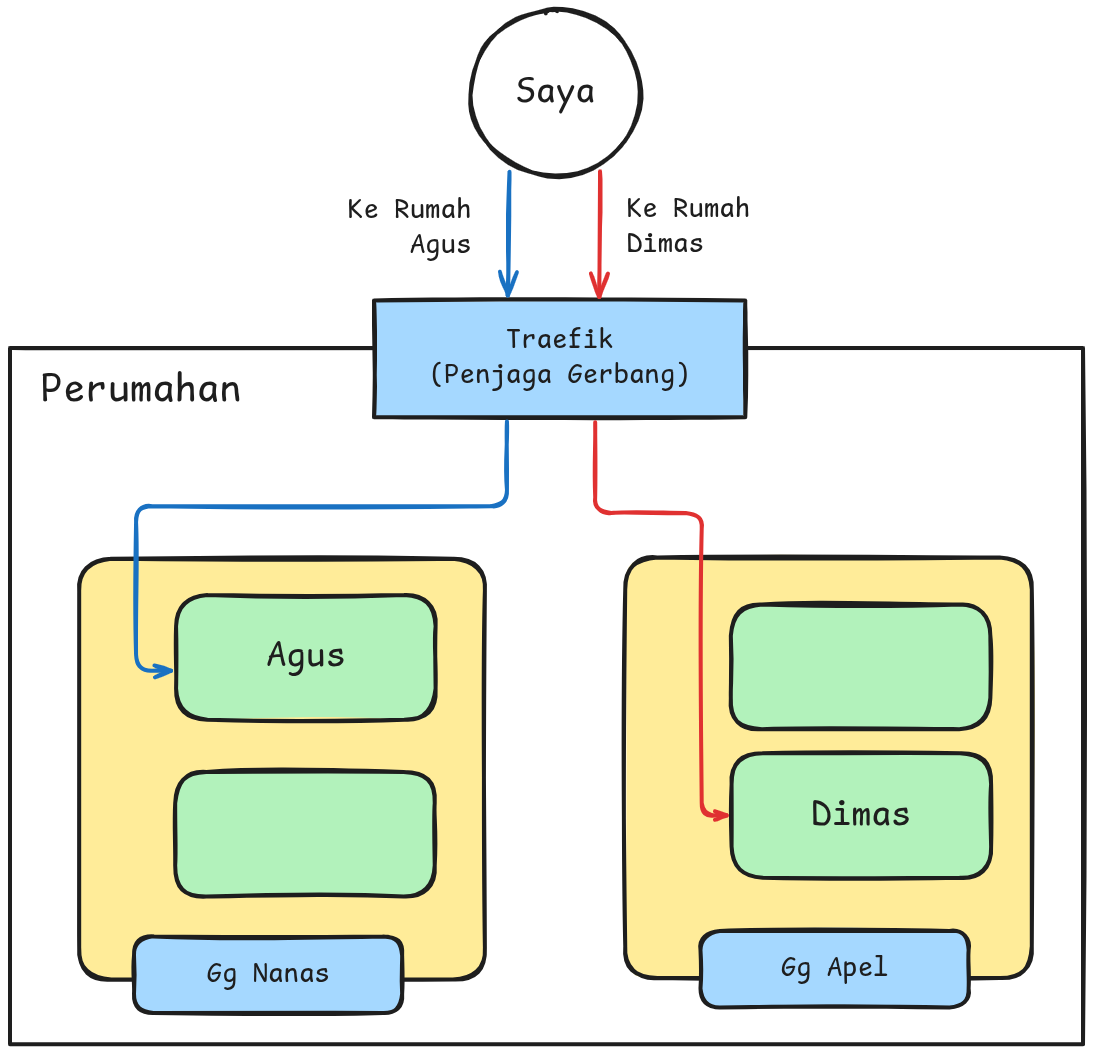 Saya
Ke Rumah
Agus
Ke Rumah
Dimas
Traefik
(Penjaga Gerbang)
Perumahan
Agus
Dimas
Gg Nanas
Gg Apel